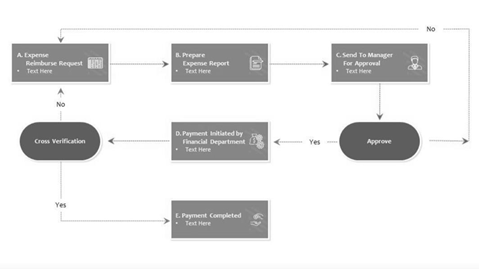 No
A. Expense
Reimburse Request
• Text Here
B. Prepare
Expense Report
• Text Here
C. Send To Manager
For Approval
• Text Here
No
Cross Verification
D. Payment Initiated by
Financial Department
• Text Here
Yes
Approve
Yes
E. Payment Completed
• Text Here